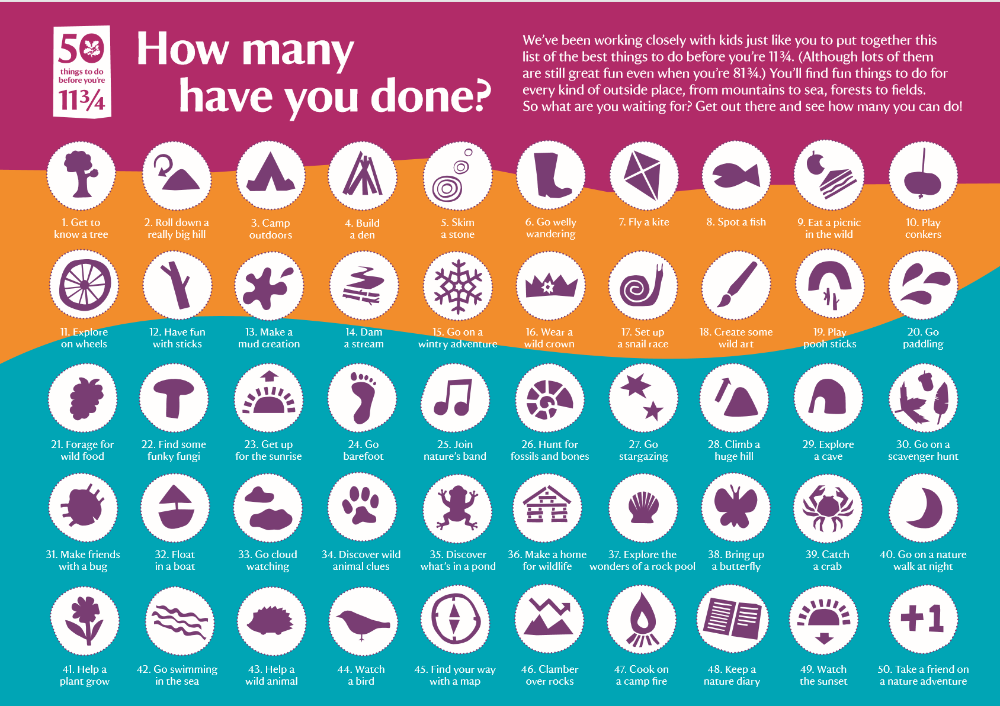 50
things to do
before you're
11¾
How many
have you done?
We've been working closely with kids just like you to put together this
list of the best things to do before you're 11¾. (Although lots of them
are still great fun even when you're 81¾.) You'll find fun things to do for
every kind of outside place, from mountains to sea, forests to fields.
So what are you waiting for? Get out there and see how many you can do!
1. Get to
know a tree
2. Roll down a
really big hill
3. Camp
outdoors
4. Build
a den
5. Skim
a stone
6. Go welly
wandering
7. Fly a kite
8. Spot a fish
9. Eat a picnic
in the wild
10. Play
conkers
11. Explore
on wheels
12. Have fun
with sticks
13. Make a
mud creation
14. Dam
a stream
15. Go on a
wintry adventure
16. Wear a
wild crown
17. Set up
a snail race
18. Create some
wild art
19. Play
pooh sticks
20. Go
paddling
21. Forage for
wild food
22. Find some
funky fungi
23. Get up
for the sunrise
24. Go
barefoot
25. Join
nature's band
26. Hunt for
fossils and bones
27. Go
stargazing
28. Climb a
huge hill
29. Explore
a cave
30. Go on a
scavenger hunt
31. Make friends
with a bug
32. Float
in a boat
33. Go cloud
watching
34. Discover wild
animal clues
35. Discover
what's in a pond
36. Make a home
for wildlife
37. Explore the
wonders of a rock pool
38. Bring up
a butterfly
39. Catch
a crab
40. Go on a nature
walk at night
+1
41. Help a
plant grow
42. Go swimming
in the sea
43. Help a
wild animal
44. Watch
a bird
45. Find your way
with a map
46. Clamber
over rocks
47. Cook on
a camp fire
48. Keep a
nature diary
49. Watch
the sunset
50. Take a friend on
a nature adventure